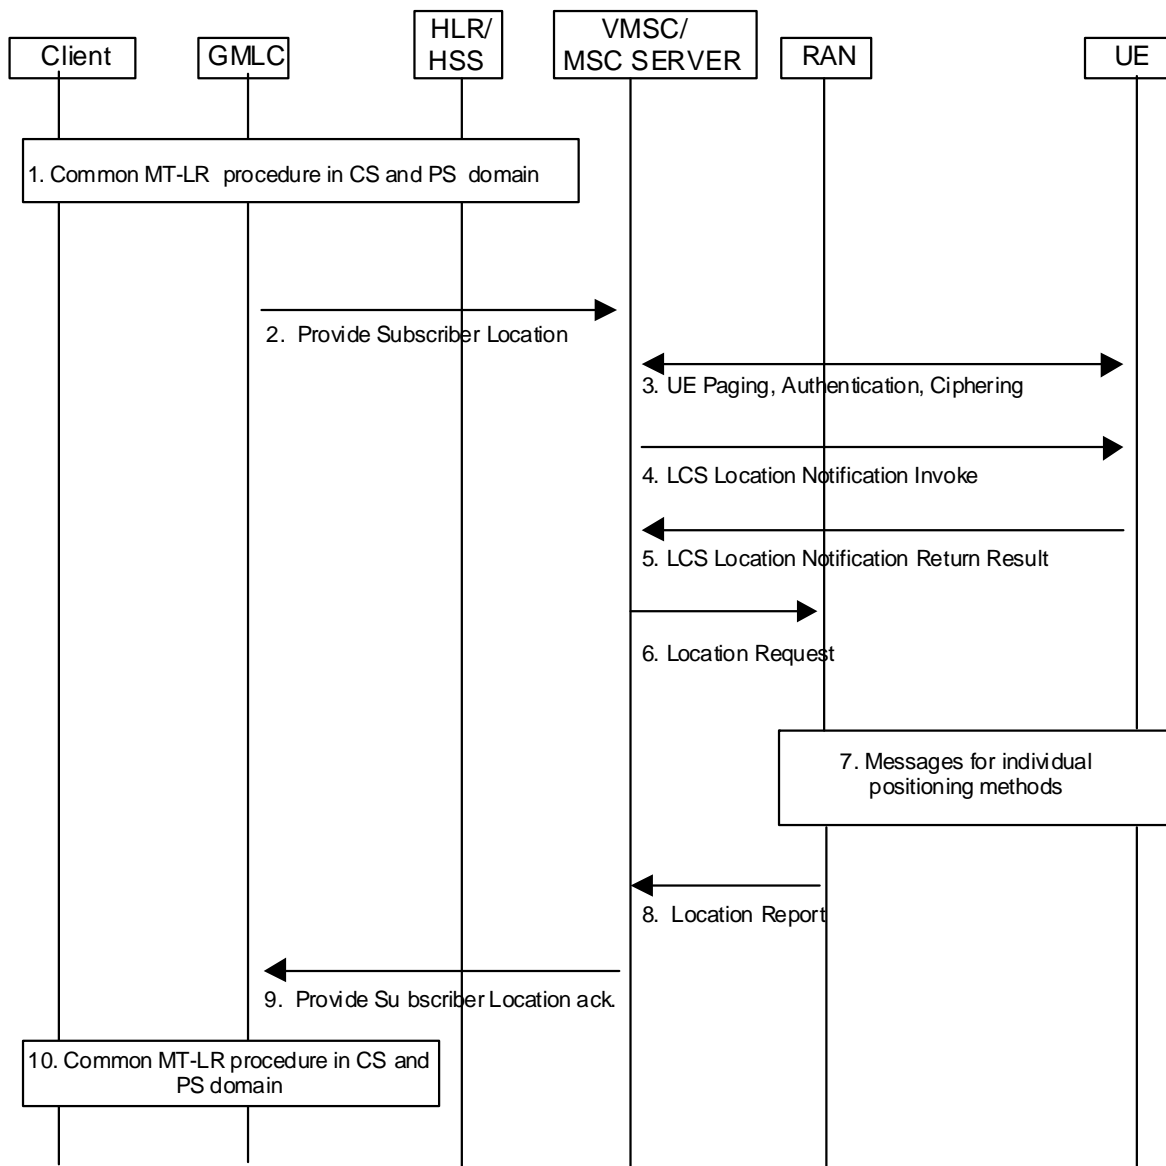 Client
GMLC
HLR/
HSS
VMSC/
MSC SERVER
RAN
UE
1. Common MT-LR procedure in CS and PS domain
2. Provide Subscriber Location
3. UE Paging, Authentication, Ciphering
4. LCS Location Notification Invoke
5. LCS Location Notification Return Result
6. Location Request
7. Messages for individual
positioning methods
8. Location Report
9. Provide Su bscriber Location ack.
10. Common MT-LR procedure in CS and
PS domain